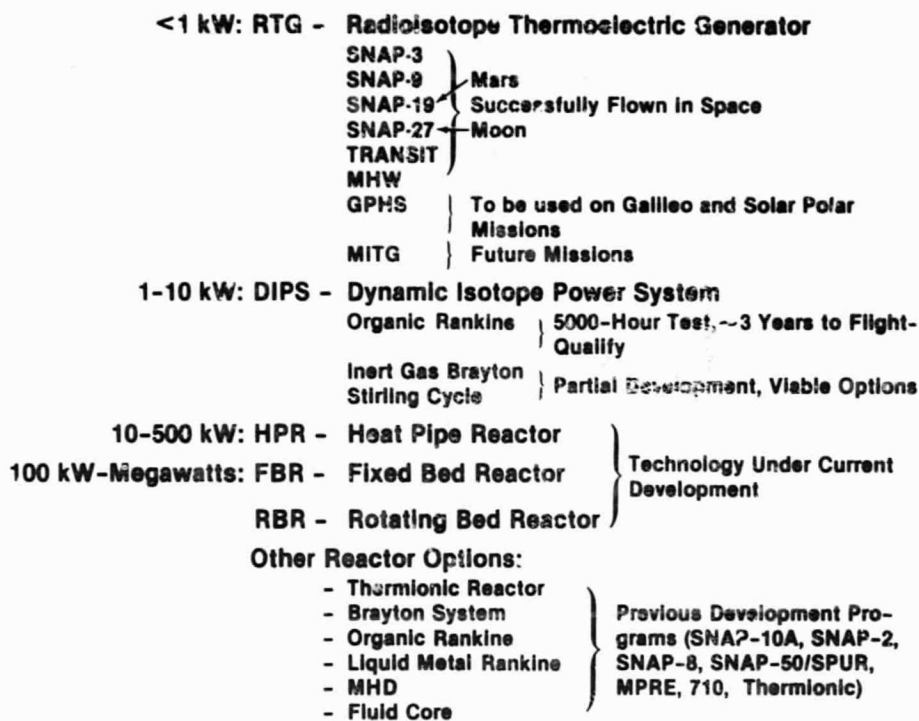 <1 kW: RTG - Radioisotope Thermoelectric Generator
SNAP-3
SNAP-9 Mars
SNAP-19 Successfully Flown in Space
SNAP-27 Moon
TRANSIT
MHW
GPHS To be used on Galileo and Solar Polar
Missions
MITG Future Missions
1-10 kW: DIPS - Dynamic Isotope Power System
Organic Rankine 5000-Hour Test, ~3 Years to Flight-
Qualify
Inert Gas Brayton
Stirling Cycle Partial Development, Viable Options
10-500 kW: HPR - Heat Pipe Reactor
100 kW-Megawatts: FBR - Fixed Bed Reactor
Technology Under Current
Development
RBR - Rotating Bed Reactor
Other Reactor Options:
- Thermionic Reactor
- Brayton System
- Organic Rankine
- Liquid Metal Rankine
- MHD
- Fluid Core
Previous Development Pro-
grams (SNAP-10A, SNAP-2,
SNAP-8, SNAP-50/SPUR,
MPRE, 710, Thermionic)